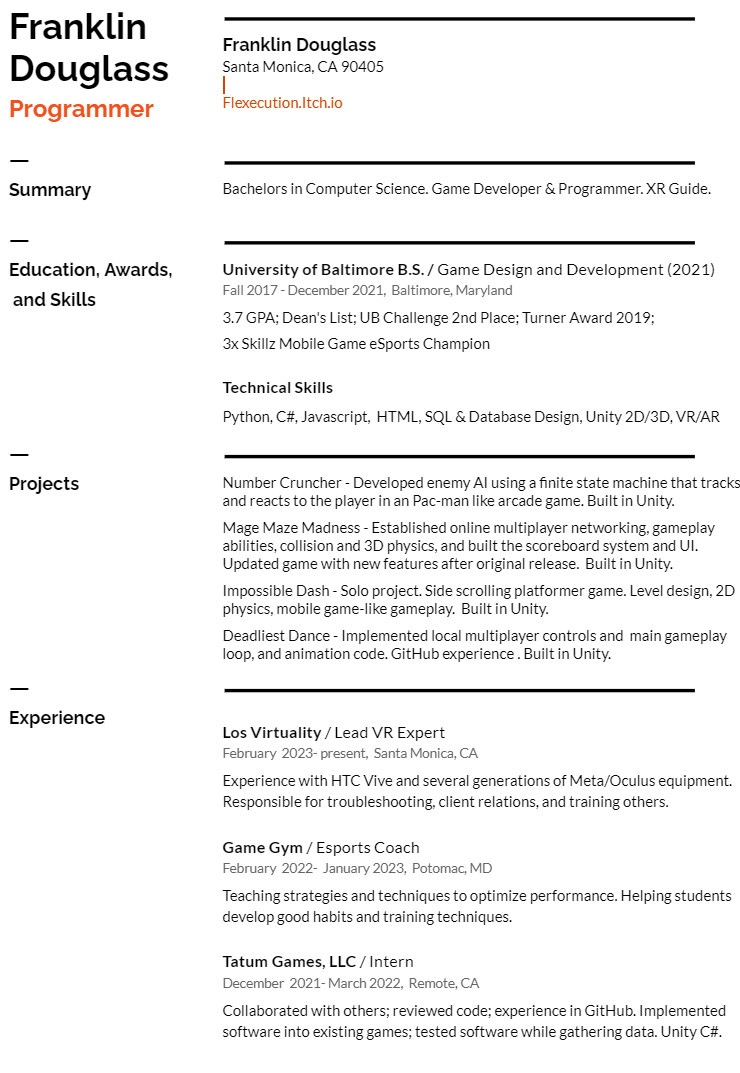 Franklin
Douglass
Programmer
Franklin Douglass
Santa Monica, CA 90405
Flexecution.Itch.io
Summary
Bachelors in Computer Science. Game Developer & Programmer. XR Guide.
Education, Awards,
and Skills
University of Baltimore B.S. / Game Design and Development (2021)
Fall 2017 - December 2021, Baltimore, Maryland
3.7 GPA; Dean's List; UB Challenge 2nd Place; Turner Award 2019;
3x Skillz Mobile Game eSports Champion
Technical Skills
Python, C#, Javascript, HTML, SQL & Database Design, Unity 2D/3D, VR/AR
Projects
Number Cruncher - Developed enemy AI using a finite state machine that tracks
and reacts to the player in an Pac-man like arcade game. Built in Unity.
Mage Maze Madness - Established online multiplayer networking, gameplay
abilities, collision and 3D physics, and built the scoreboard system and UI.
Updated game with new features after original release. Built in Unity.
Impossible Dash - Solo project. Side scrolling platformer game. Level design, 2D
physics, mobile game-like gameplay. Built in Unity.
Deadliest Dance - Implemented local multiplayer controls and main gameplay
loop, and animation code. GitHub experience . Built in Unity.
Experience
Los Virtuality / Lead VR Expert
February 2023- present, Santa Monica, CA
Experience with HTC Vive and several generations of Meta/Oculus equipment.
Responsible for troubleshooting, client relations, and training others.
Game Gym / Esports Coach
February 2022- January 2023, Potomac, MD
Teaching strategies and techniques to optimize performance. Helping students
develop good habits and training techniques.
Tatum Games, LLC / Intern
December 2021- March 2022, Remote, CA
Collaborated with others; reviewed code; experience in GitHub. Implemented
software into existing games; tested software while gathering data. Unity C#.